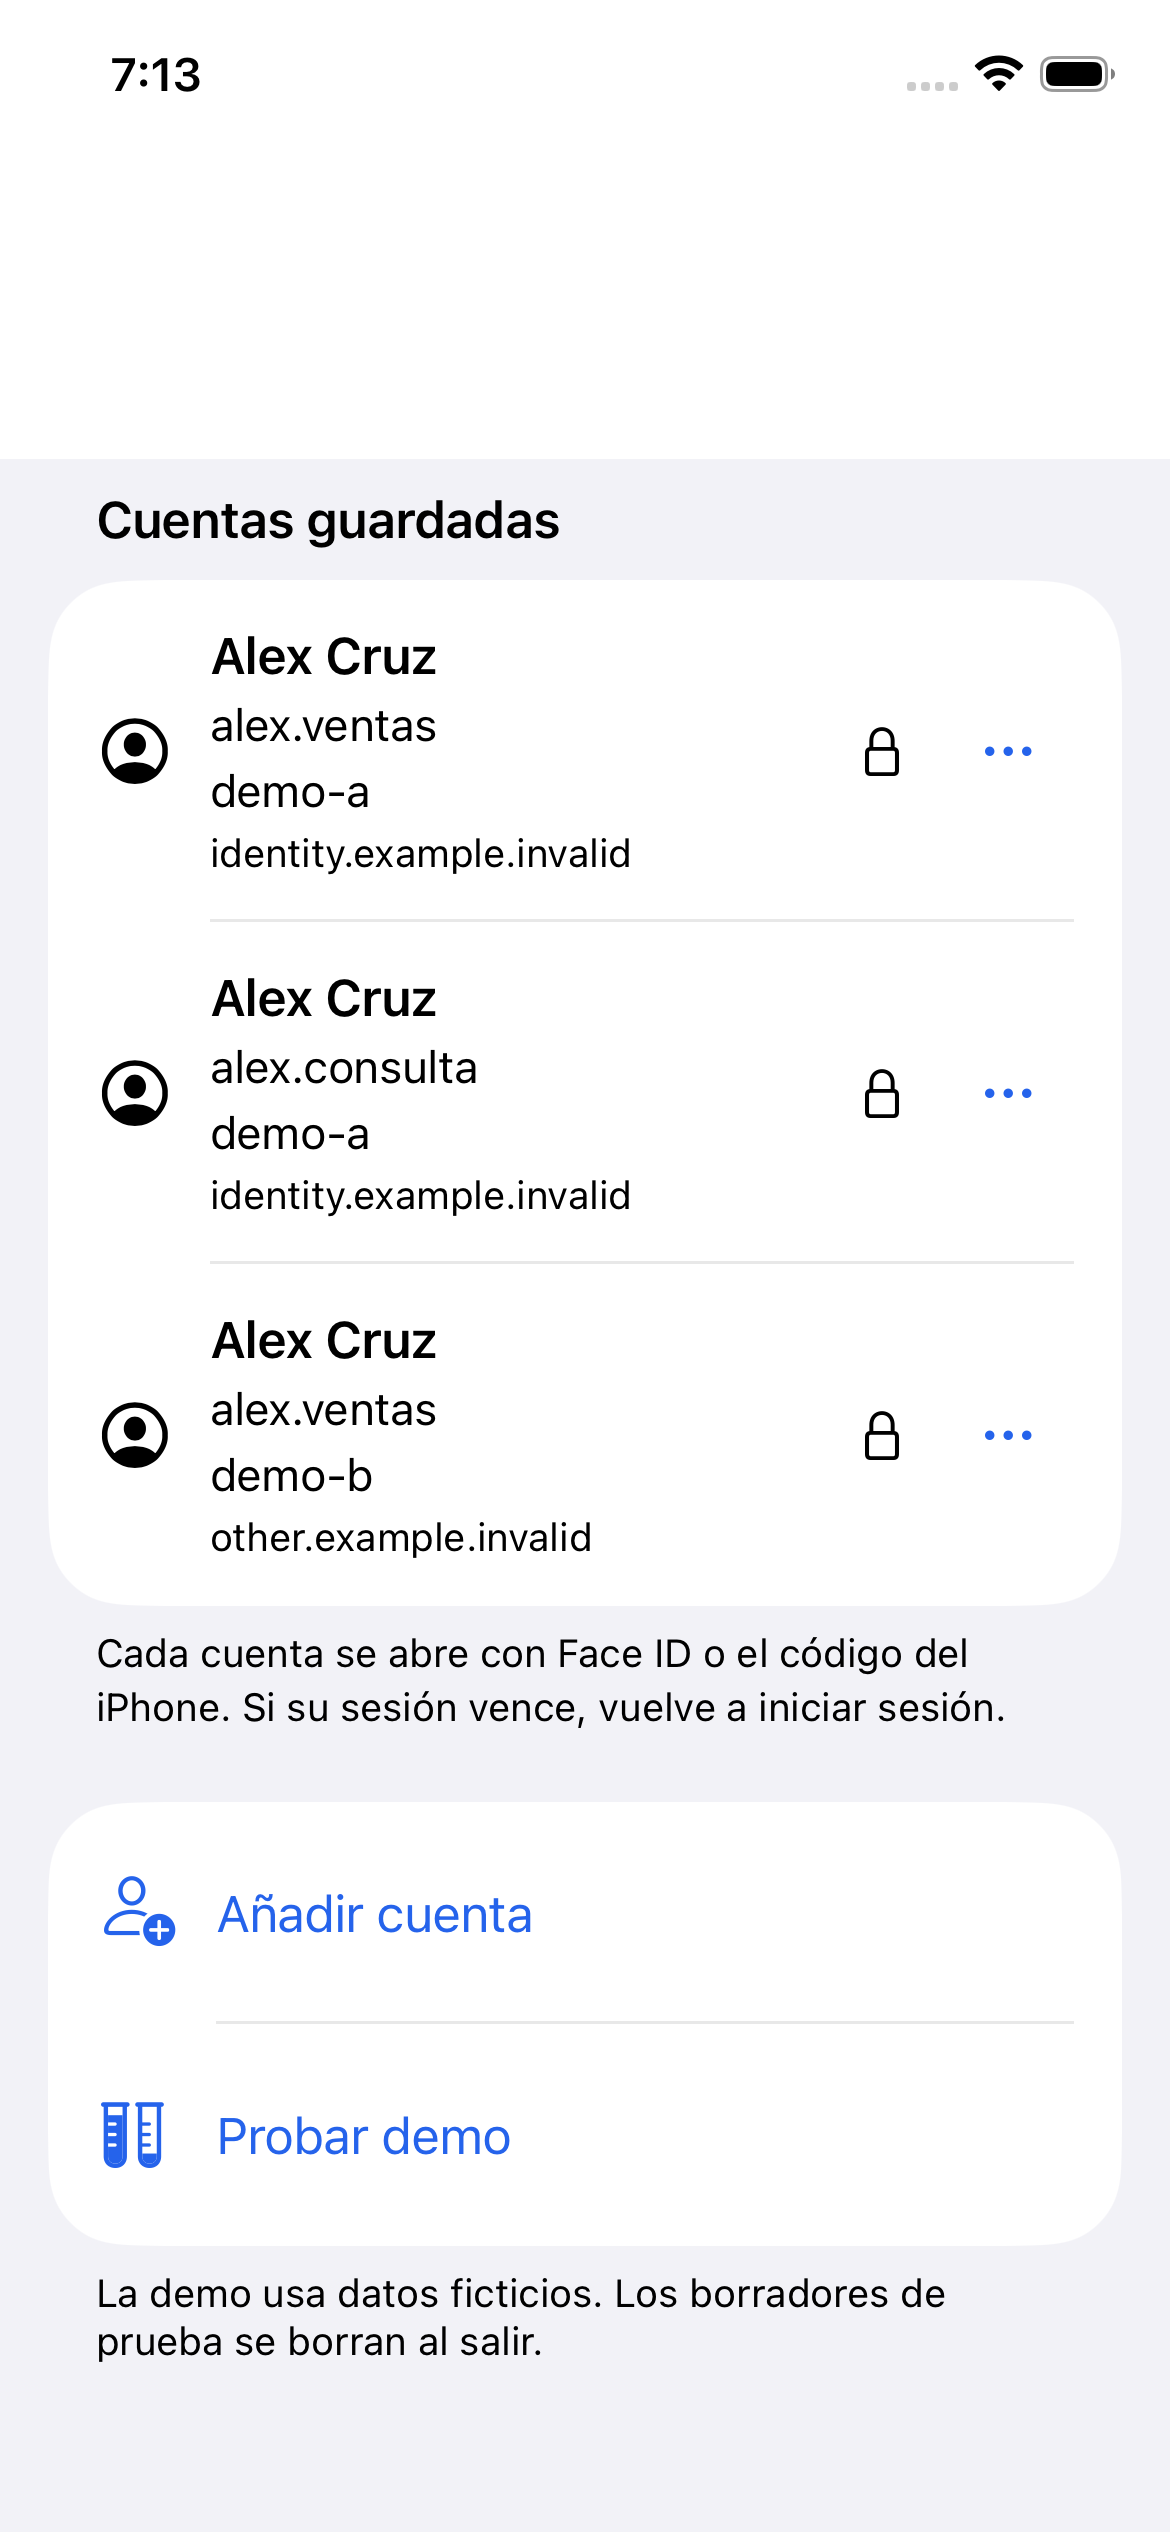 7:13
Cuentas guardadas
Alex Cruz
alex.ventas
demo-a
identity.example.invalid
Alex Cruz
alex.consulta
demo-a
identity.example.invalid
Alex Cruz
alex.ventas
demo-b
other.example.invalid
Cada cuenta se abre con Face ID o el código del
iPhone. Si su sesión vence, vuelve a iniciar sesión.
Añadir cuenta
Probar demo
La demo usa datos ficticios. Los borradores de
prueba se borran al salir.